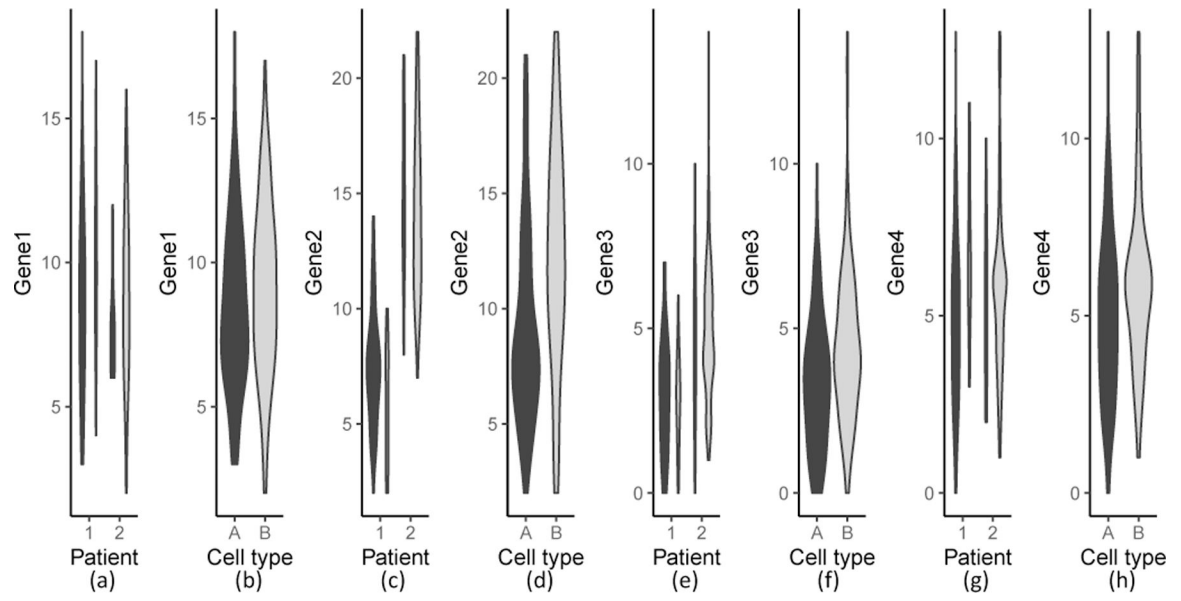 Gene1
15
10
5
1 2
Patient
(a)
Gene1
15
10
5
A B
Cell type
(b)
Gene2
20
15
10
5
1 2
Patient
(c)
Gene2
20
15
10
5
A B
Cell type
(d)
Gene3
10
5
0
1 2
Patient
(e)
Gene3
10
5
0
A B
Cell type
(f)
Gene4
10
5
0
1 2
Patient
(g)
Gene4
10
5
0
A B
Cell type
(h)